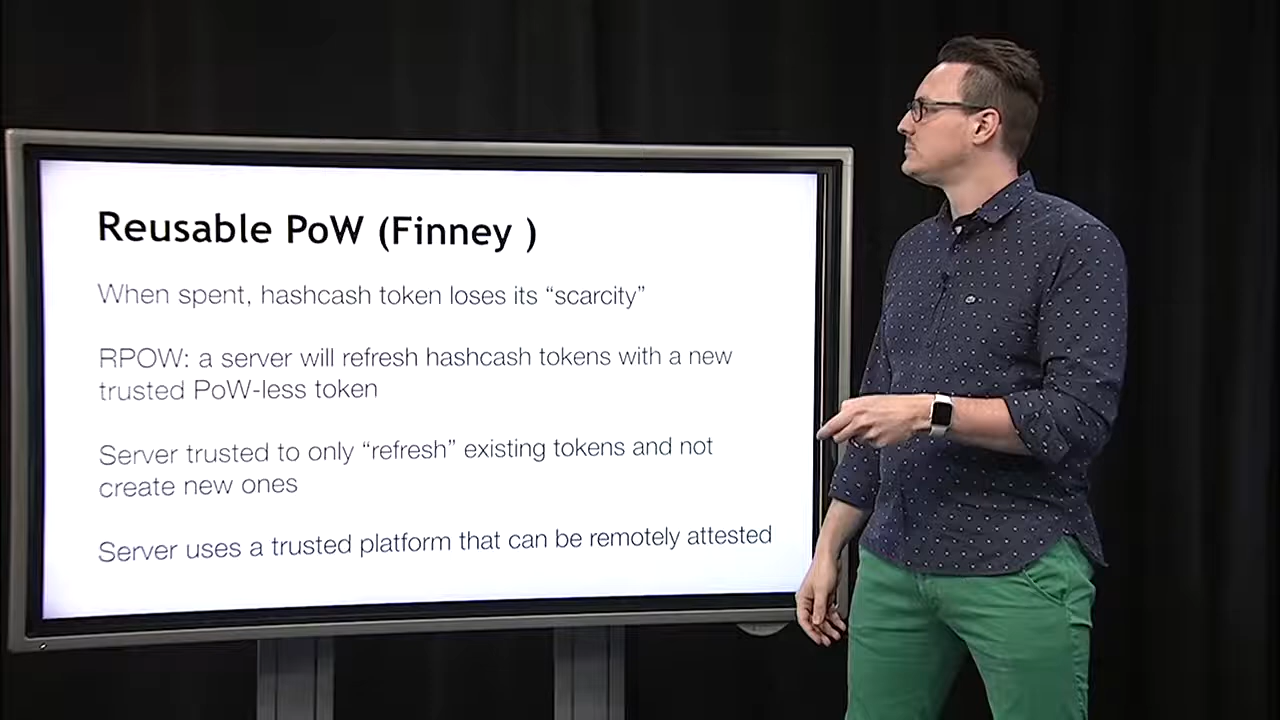 Reusable PoW (Finney )
When spent, hashcash token loses its “scarcity”
RPOW: a server will refresh hashcash tokens with a new
trusted PoW-less token
Server trusted to only “refresh” existing tokens and not
create new ones
Server uses a trusted platform that can be remotely attested